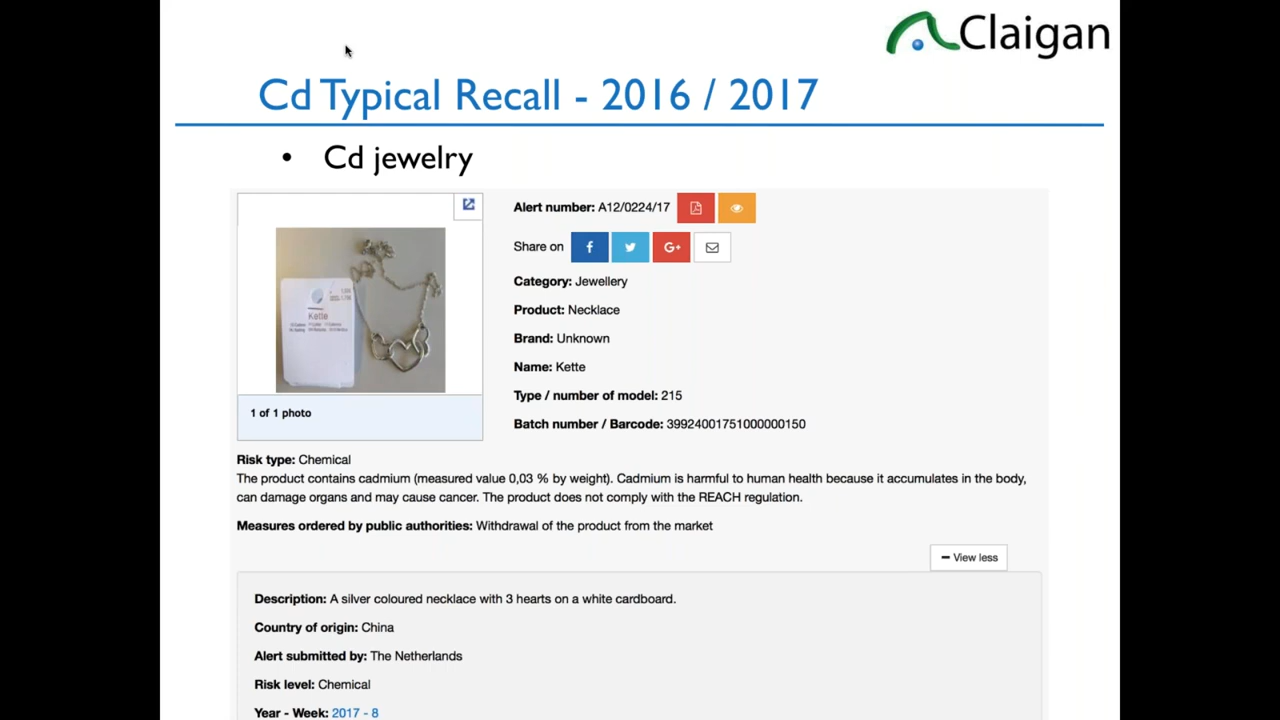 Claigan
Cd Typical Recall - 2016 / 2017
• Cd jewelry
Alert number: A12/0224/17
Share on
Category: Jewellery
Product: Necklace
Brand: Unknown
Name: Kette
Type / number of model: 215
Batch number / Barcode: 39924001751000000150
Kette
1 of 1 photo
Risk type: Chemical
The product contains cadmium (measured value 0,03 % by weight). Cadmium is harmful to human health because it accumulates in the body,
can damage organs and may cause cancer. The product does not comply with the REACH regulation.
Measures ordered by public authorities: Withdrawal of the product from the market
View less
Description: A silver coloured necklace with 3 hearts on a white cardboard.
Country of origin: China
Alert submitted by: The Netherlands
Risk level: Chemical
Year - Week: 2017 - 8